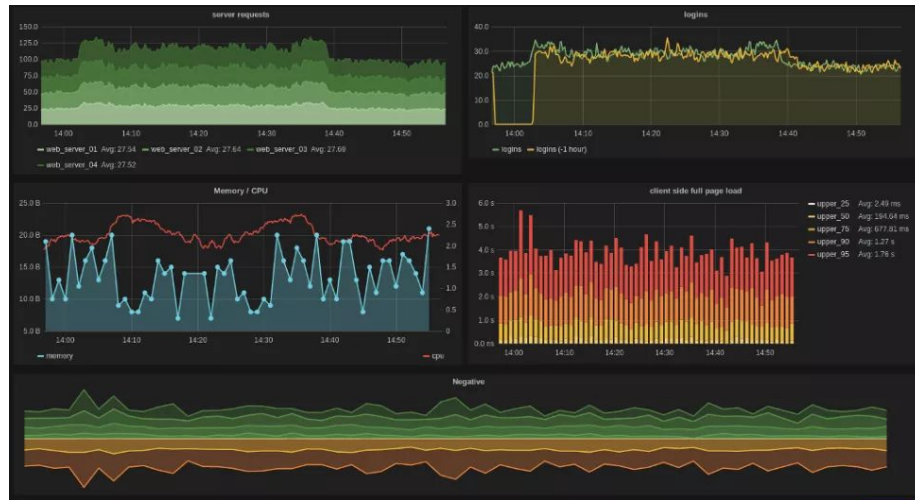 server requests
150.0
125.0
100.0
75.0
50.0
25.0
0.0
14:00 14:10 14:20 14:30 14:40 14:50
web_server_01 Avg: 27.54 web_server_02 Avg: 27.64 web_server_03 Avg: 27.69
web_server_04 Avg: 27.52
logins
40.0
30.0
20.0
10.0
0.0
14:00 14:10 14:20 14:30 14:40 14:50
logins logins (-1 hour)
Memory / CPU
25.0 B 3.0
2.5
20.0 B
2.0
15.0 B 1.5
1.0
10.0 B
0.5
5.0 B 0
14:00 14:10 14:20 14:30 14:40 14:50
memory cpu
client side full page load
6.0 s
5.0 s
4.0 s
3.0 s
2.0 s
1.0 s
0.0 ms
14:00 14:10 14:20 14:30 14:40 14:50
upper_25 Avg: 2.49 ms
upper_50 Avg: 194.64 ms
upper_75 Avg: 677.81 ms
upper_90 Avg: 1.27 s
upper_95 Avg: 1.76 s
Negative